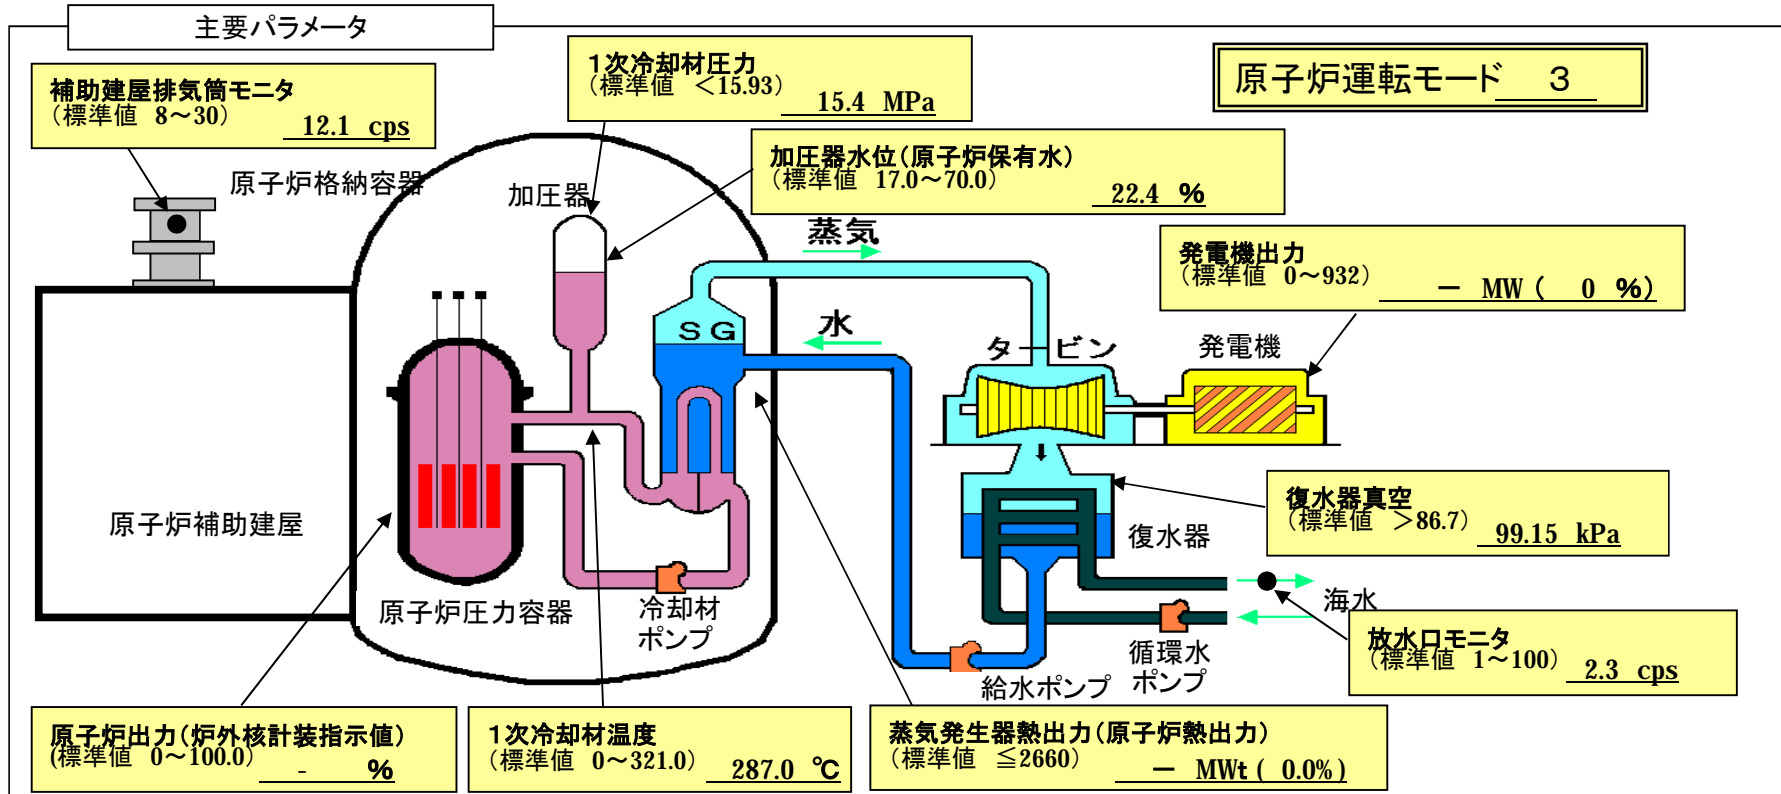 主要パラメータ
補助建屋排気筒モニタ
(標準値 8～30) 12.1 cps
1次冷却材圧力
(標準値 <15.93) 15.4 MPa
原子炉運転モード 3
加圧器水位(原子炉保有水)
(標準値 17.0～70.0) 22.4 %
原子炉格納容器
加圧器
蒸気
発電機出力
(標準値 0～932) － MW ( 0 %)
SG
水
タービン
発電機
原子炉補助建屋
復水器真空
(標準値 >86.7) 99.15 kPa
復水器
原子炉圧力容器
冷却材
ポンプ
海水
放水口モニタ
(標準値 1～100) 2.3 cps
循環水
ポンプ
給水ポンプ
原子炉出力(炉外核計装指示値)
(標準値 0～100.0) - %
1次冷却材温度
(標準値 0～321.0) 287.0 ℃
蒸気発生器熱出力(原子炉熱出力)
(標準値 ≦2660) － MWt ( 0.0%)